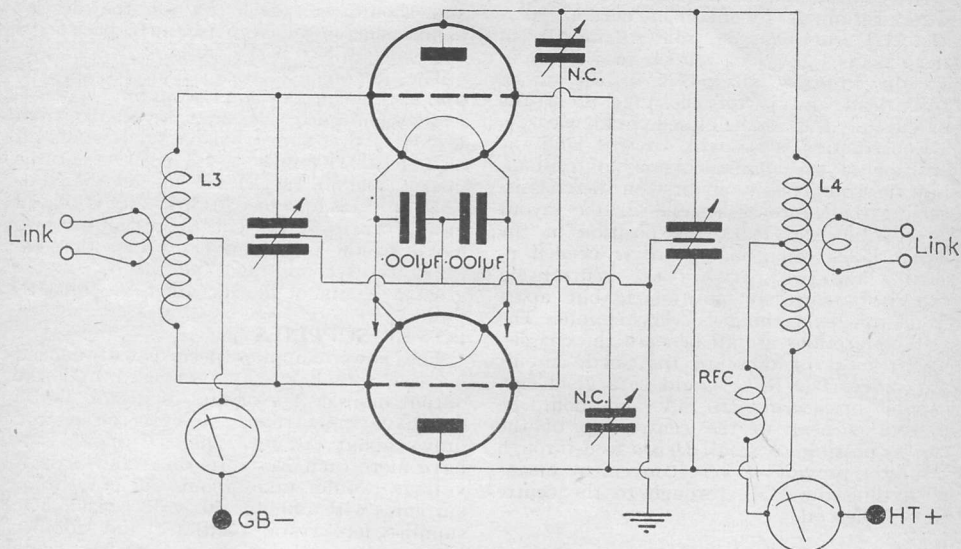 N.C.
L3
L4
Link
Link
·001μF ·001μF
RFC
N.C.
GB−
HT+